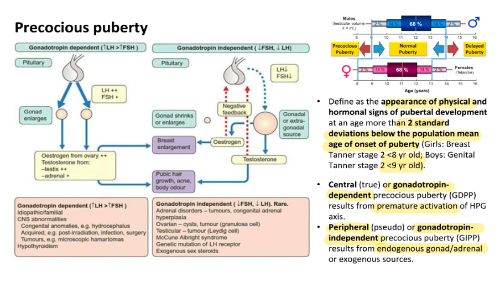 Precocious puberty
Gonadotropin dependent (↑LH >↑FSH )
Gonadotropin independent ( ↓FSH, ↓ LH)
Pituitary
Pituitary
LH ++
FSH +
LH↓
FSH↓
Gonad
enlarges
Gonad shrinks
or enlarges
Negative
feedback
Gonadal
or extra-
gonadal
source
Breast
enlargement
Oestrogen
Oestrogen from ovary ++
Testosterone from:
–testis ++
–adrenal +
Testosterone
Pubic hair
growth, acne,
body odour
Gonadotropin dependent (↑LH >↑FSH )
Idiopathic/familial
CNS abnormalities
Congenital anomalies, e.g. hydrocephalus
Acquired, e.g. post-irradiation, infection, surgery
Tumours, e.g. microscopic hamartomas
Hypothyroidism
Gonadotropin independent (↓FSH, ↓ LH). Rare.
Adrenal disorders – tumours, congenital adrenal
hyperplasia
Ovarian – cysts, tumour (granulosa cell)
Testicular – tumour (Leydig cell)
McCune Albright syndrome
Genetic mutation of LH receptor
Exogenous sex steroids
Males
(testicular volume
≥ 4 mL)
68 %
Precocious
Puberty
Normal
Puberty
Delayed
Puberty
68 %
Females
(Telarche)
Age (years)
• Define as the appearance of physical and
hormonal signs of pubertal development
at an age more than 2 standard
deviations below the population mean
age of onset of puberty (Girls: Breast
Tanner stage 2 <8 yr old; Boys: Genital
Tanner stage 2 <9 yr old).
• Central (true) or gonadotropin-
dependent precocious puberty (GDPP)
results from premature activation of HPG
axis.
• Peripheral (pseudo) or gonadotropin-
independent precocious puberty (GIPP)
results from endogenous gonad/adrenal
or exogenous sources.